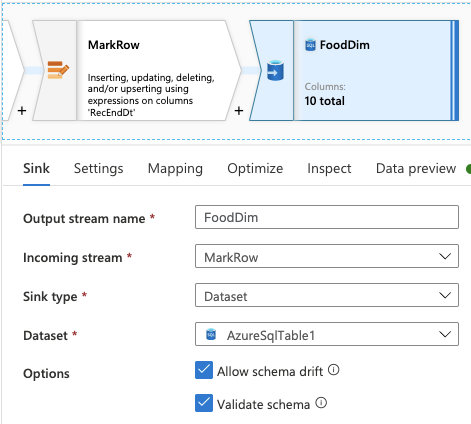 MarkRow
Inserting, updating, deleting,
and/or upserting using
expressions on columns
'RecEndDt'
+
+
SQL
FoodDim
Columns:
10 total
Sink
Settings
Mapping
Optimize
Inspect
Data preview
Output stream name *
FoodDim
Incoming stream *
MarkRow
Sink type *
Dataset
Dataset *
AzureSqlTable1
Options
Allow schema drift
Validate schema